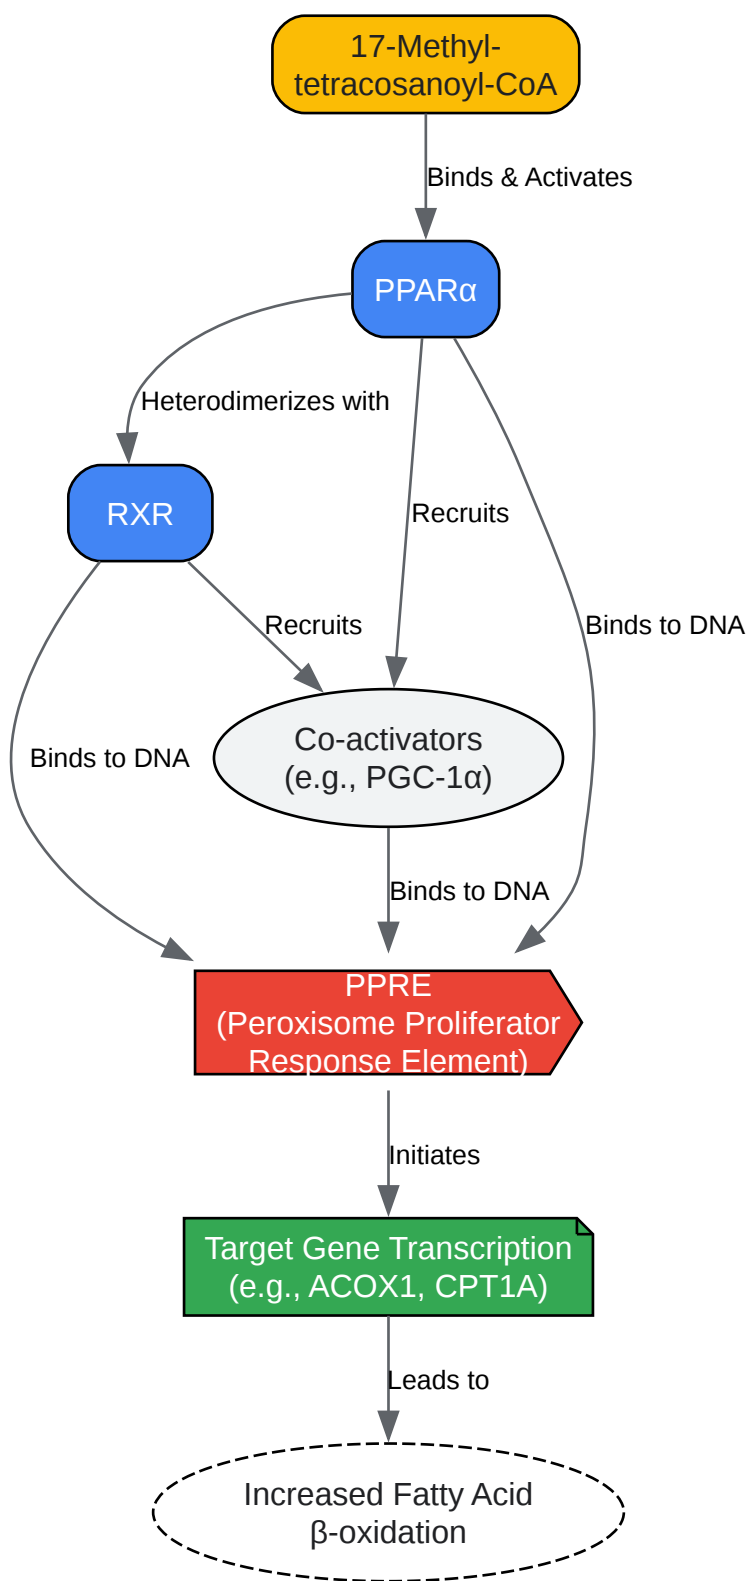 17-Methyl-
tetracosanoyl-CoA
Binds & Activates
PPARα
Heterodimerizes with
RXR
Recruits
Recruits
Binds to DNA
Co-activators
(e.g., PGC-1α)
Binds to DNA
Binds to DNA
PPRE
(Peroxisome Proliferator
Response Element)
Initiates
Target Gene Transcription
(e.g., ACOX1, CPT1A)
Leads to
Increased Fatty Acid
β-oxidation